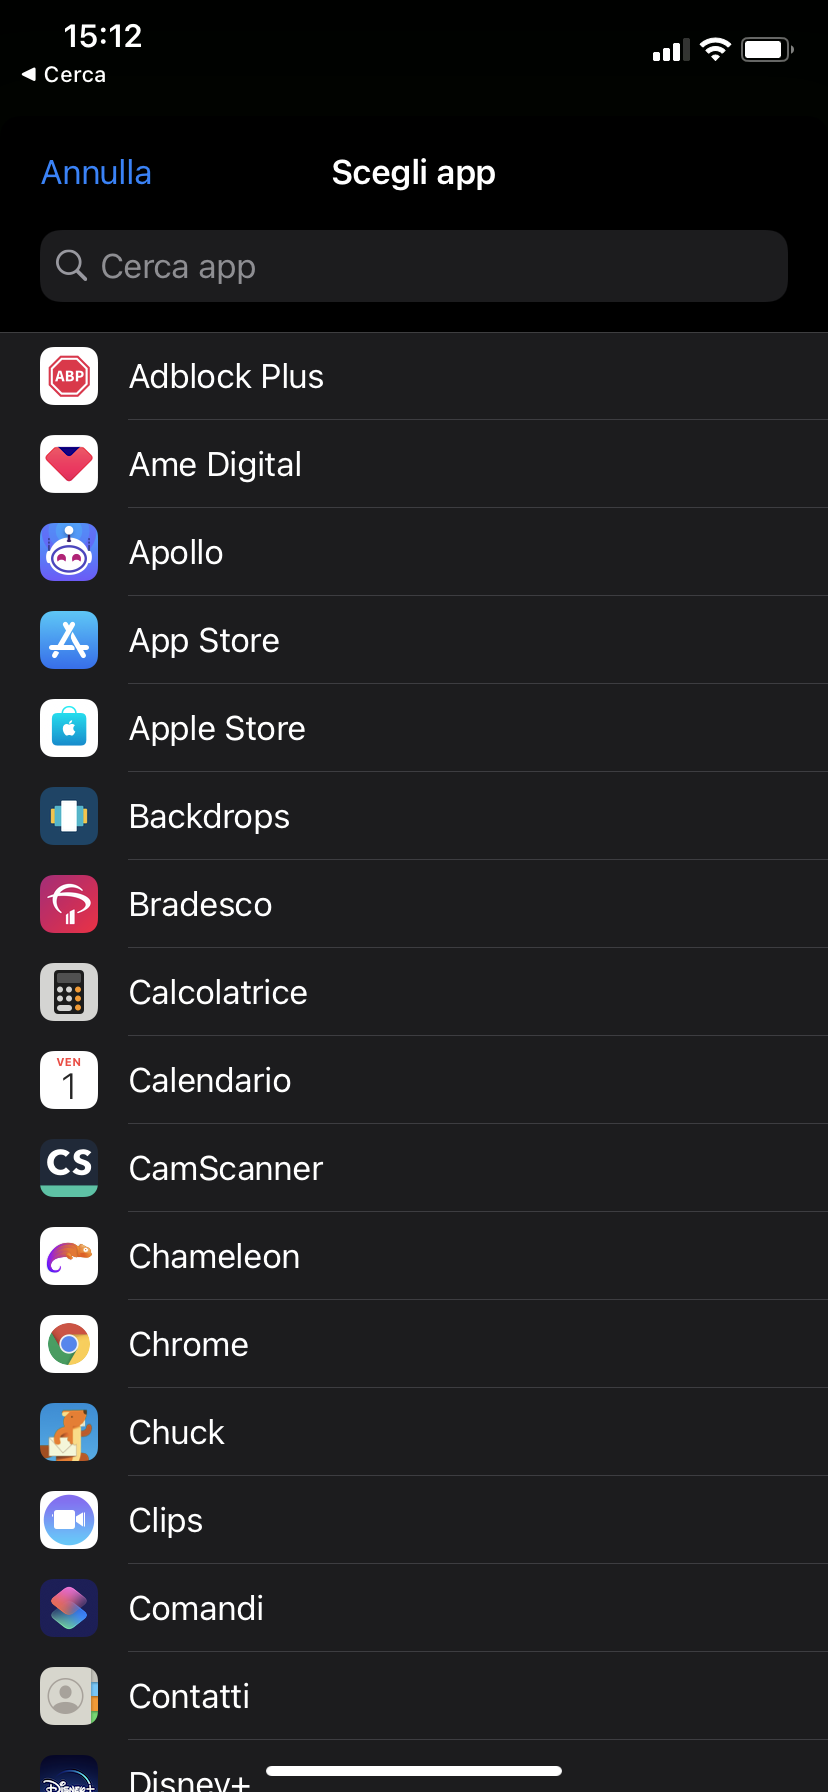 15:12
◀ Cerca
Annulla
Scegli app
Cerca app
ABP
Adblock Plus
Ame Digital
Apollo
App Store
Apple Store
Backdrops
Bradesco
Calcolatrice
VEN
1
Calendario
CS
CamScanner
Chameleon
Chrome
Chuck
Clips
Comandi
Contatti
Disney+
Disney+